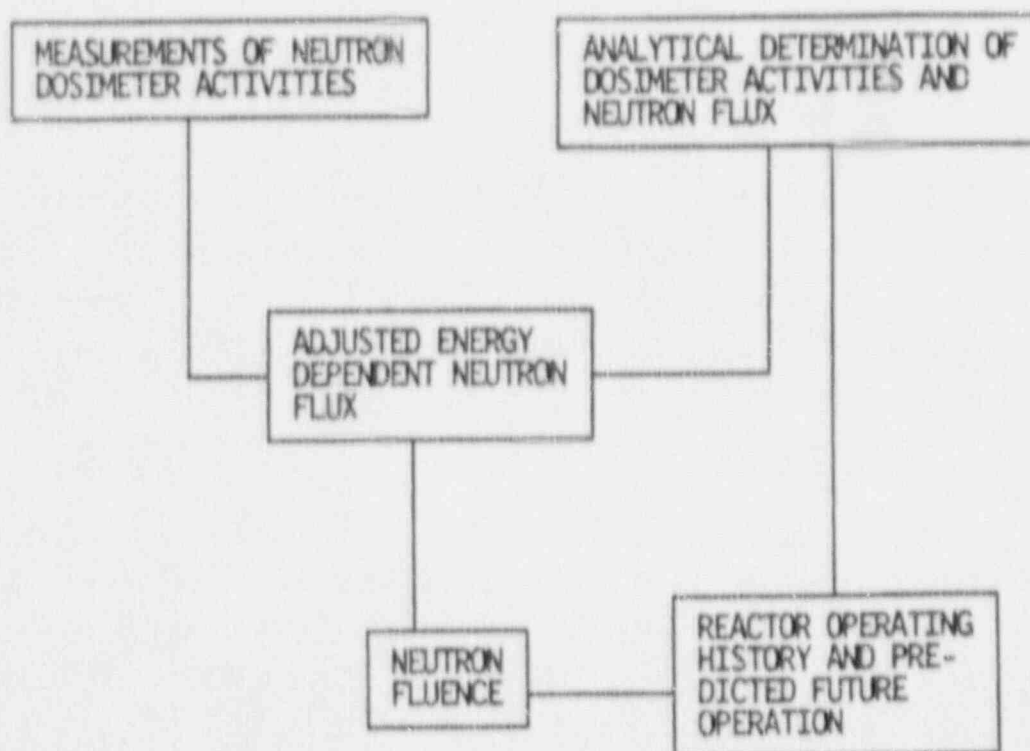 MEASUREMENTS OF NEUTRON
DOSIMETER ACTIVITIES
ANALYTICAL DETERMINATION OF
DOSIMETER ACTIVITIES AND
NEUTRON FLUX
ADJUSTED ENERGY
DEPENDENT NEUTRON
FLUX
NEUTRON
FLUENCE
REACTOR OPERATING
HISTORY AND PRE-
DICTED FUTURE
OPERATION